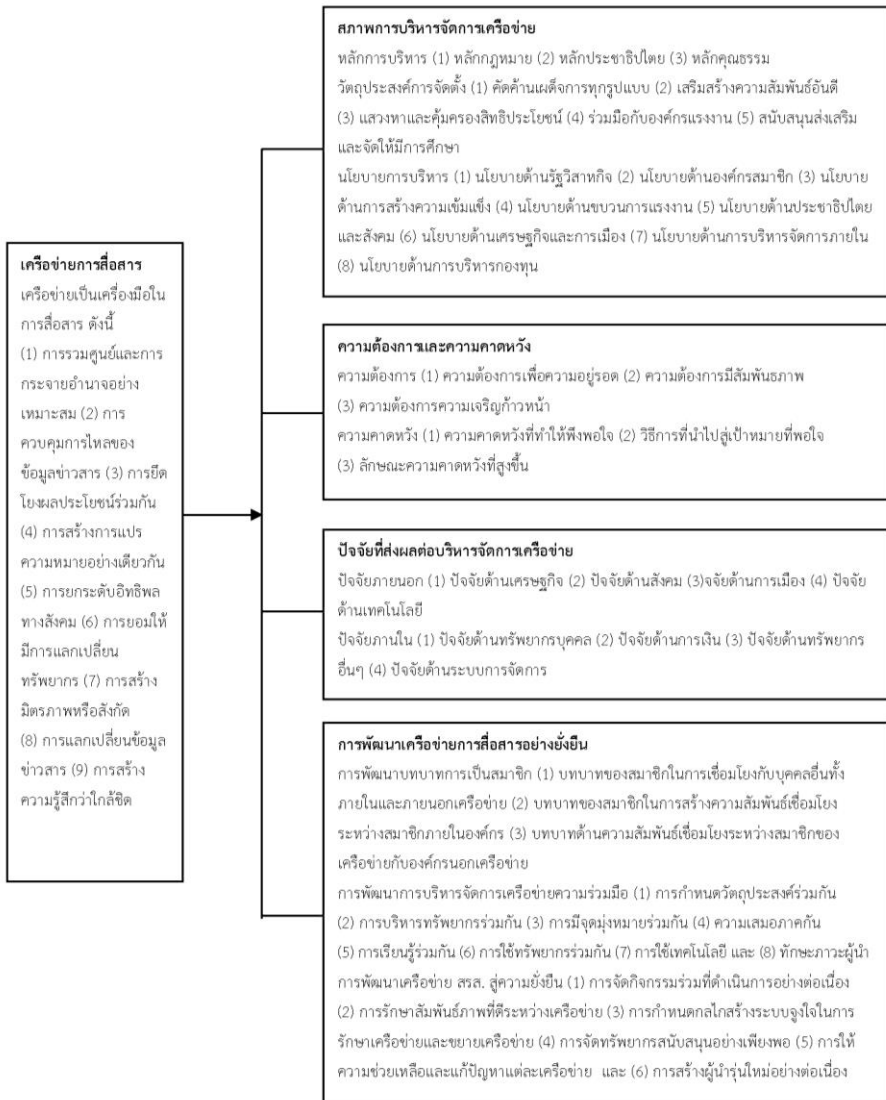 เครือข่ายการสื่อสาร
เครือข่ายเป็นเครื่องมือใน
การสื่อสาร ดังนี้
(1) การรวมศูนย์และการ
กระจายอำนาจอย่าง
เหมาะสม (2) การ
ควบคุมการไหลของ
ข้อมูลข่าวสาร (3) การยึด
โยงผลประโยชน์ร่วมกัน
(4) การสร้างการแปร
ความหมายอย่างเดียวกัน
(5) การยกระดับอิทธิพล
ทางสังคม (6) การยอมให้
มีการแลกเปลี่ยน
ทรัพยากร (7) การสร้าง
มิตรภาพหรือสังกัด
(8) การแลกเปลี่ยนข้อมูล
ข่าวสาร (9) การสร้าง
ความรู้สึกว่าใกล้ชิด
สภาพการบริหารจัดการเครือข่าย
หลักการบริหาร (1) หลักกฎหมาย (2) หลักประชาธิปไตย (3) หลักคุณธรรม
วัตถุประสงค์การจัดตั้ง (1) คัดค้านเผด็จการทุกรูปแบบ (2) เสริมสร้างความสัมพันธ์อันดี
(3) แสวงหาและคุ้มครองสิทธิประโยชน์ (4) ร่วมมือกับองค์กรแรงงาน (5) สนับสนุนส่งเสริม
และจัดให้มีการศึกษา
นโยบายการบริหาร (1) นโยบายด้านรัฐวิสาหกิจ (2) นโยบายด้านองค์กรสมาชิก (3) นโยบาย
ด้านการสร้างความเข้มแข็ง (4) นโยบายด้านขบวนการแรงงาน (5) นโยบายด้านประชาธิปไตย
และสังคม (6) นโยบายด้านเศรษฐกิจและการเมือง (7) นโยบายด้านการบริหารจัดการภายใน
(8) นโยบายด้านการบริหารกองทุน
ความต้องการและความคาดหวัง
ความต้องการ (1) ความต้องการเพื่อความอยู่รอด (2) ความต้องการมีสัมพันธภาพ
(3) ความต้องการความเจริญก้าวหน้า
ความคาดหวัง (1) ความคาดหวังที่ทำให้พึงพอใจ (2) วิธีการที่นำไปสู่เป้าหมายที่พอใจ
(3) ลักษณะความคาดหวังที่สูงขึ้น
ปัจจัยที่ส่งผลต่อบริหารจัดการเครือข่าย
ปัจจัยภายนอก (1) ปัจจัยด้านเศรษฐกิจ (2) ปัจจัยด้านสังคม (3)จจัยด้านการเมือง (4) ปัจจัย
ด้านเทคโนโลยี
ปัจจัยภานใน (1) ปัจจัยด้านทรัพยากรบุคคล (2) ปัจจัยด้านการเงิน (3) ปัจจัยด้านทรัพยากร
อื่นๆ (4) ปัจจัยด้านระบบการจัดการ
การพัฒนาเครือข่ายการสื่อสารอย่างยั่งยืน
การพัฒนาบทบาทการเป็นสมาชิก (1) บทบาทของสมาชิกในการเชื่อมโยงกับบุคคลอื่นทั้ง
ภายในและภายนอกเครือข่าย (2) บทบาทของสมาชิกในการสร้างความสัมพันธ์เชื่อมโยง
ระหว่างสมาชิกภายในองค์กร (3) บทบาทด้านความสัมพันธ์เชื่อมโยงระหว่างสมาชิกของ
เครือข่ายกับองค์กรนอกเครือข่าย
การพัฒนาการบริหารจัดการเครือข่ายความร่วมมือ (1) การกำหนดวัตถุประสงค์ร่วมกัน
(2) การบริหารทรัพยากรร่วมกัน (3) การมีจุดมุ่งหมายร่วมกัน (4) ความเสมอภาคกัน
(5) การเรียนรู้ร่วมกัน (6) การใช้ทรัพยากรร่วมกัน (7) การใช้เทคโนโลยี และ (8) ทักษะภาวะผู้นำ
การพัฒนาเครือข่าย สรส. สู่ความยั่งยืน (1) การจัดกิจกรรมร่วมที่ดำเนินการอย่างต่อเนื่อง
(2) การรักษาสัมพันธ์ภาพที่ดีระหว่างเครือข่าย (3) การกำหนดกลไกสร้างระบบจูงใจในการ
รักษาเครือข่ายและขยายเครือข่าย (4) การจัดทรัพยากรสนับสนุนอย่างเพียงพอ (5) การให้
ความช่วยเหลือและแก้ปัญหาแต่ละเครือข่าย และ (6) การสร้างผู้นำรุ่นใหม่อย่างต่อเนื่อง